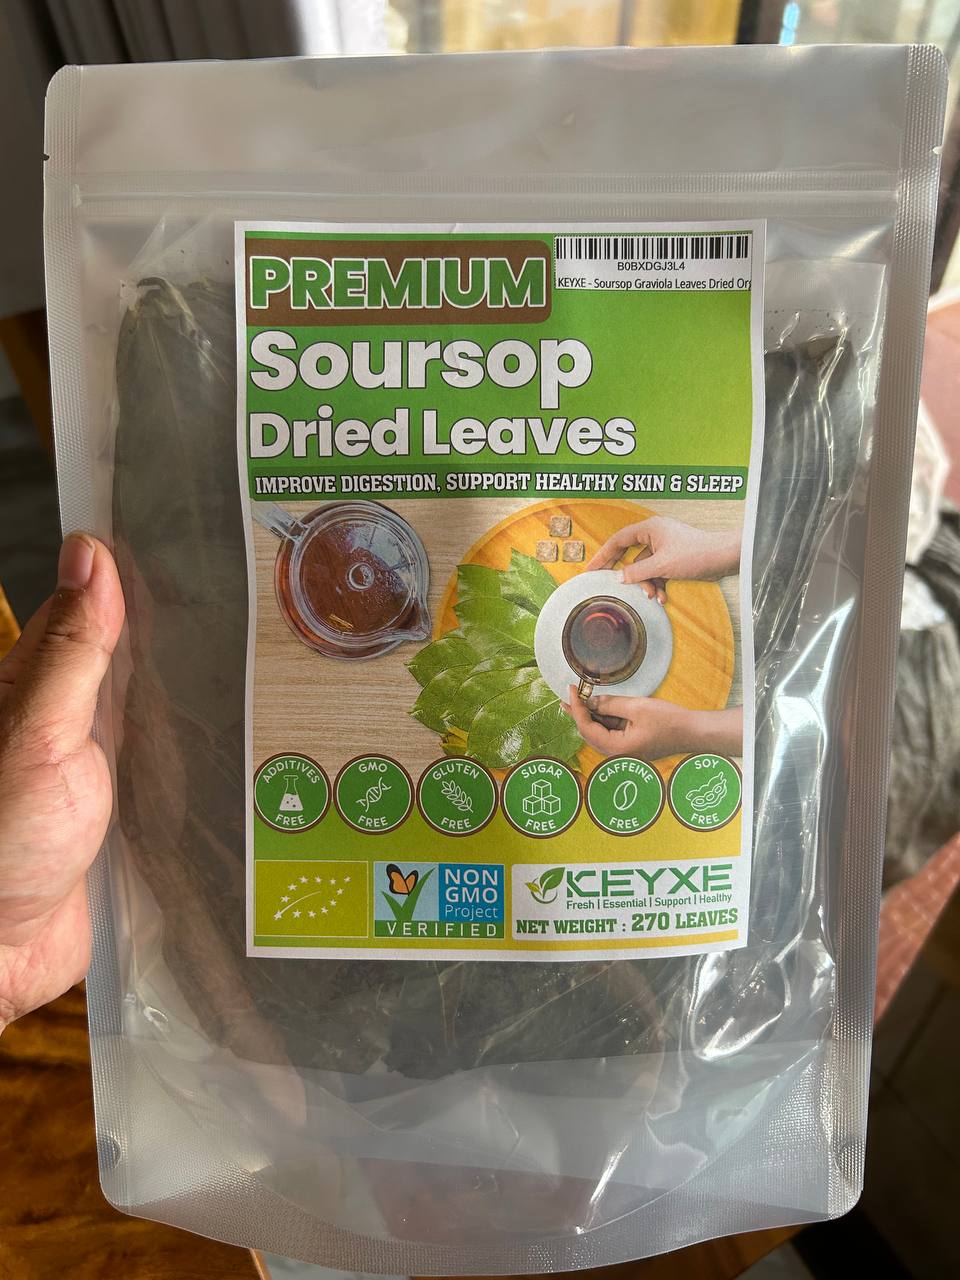 PREMIUM
B0BXDGJ3L4
KEYXE - Soursop Graviola Leaves Dried Or
Soursop
Dried Leaves
IMPROVE DIGESTION, SUPPORT HEALTHY SKIN & SLEEP
ADDITIVES
FREE
GMO
FREE
GLUTEN
FREE
SUGAR
FREE
CAFFEINE
FREE
SOY
FREE
NON
GMO
Project
VERIFIED
KEYXE
Fresh | Essential | Support | Healthy
NET WEIGHT : 270 LEAVES